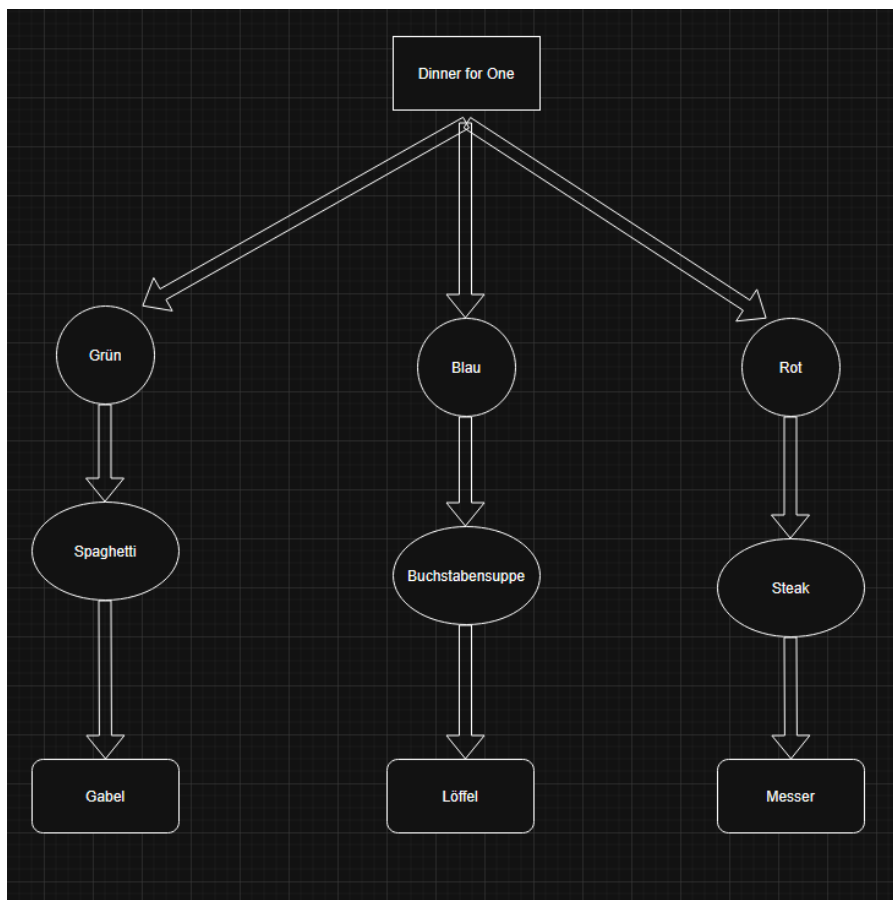 Dinner for One
Grün
Blau
Rot
Spaghetti
Buchstabensuppe
Steak
Gabel
Löffel
Messer